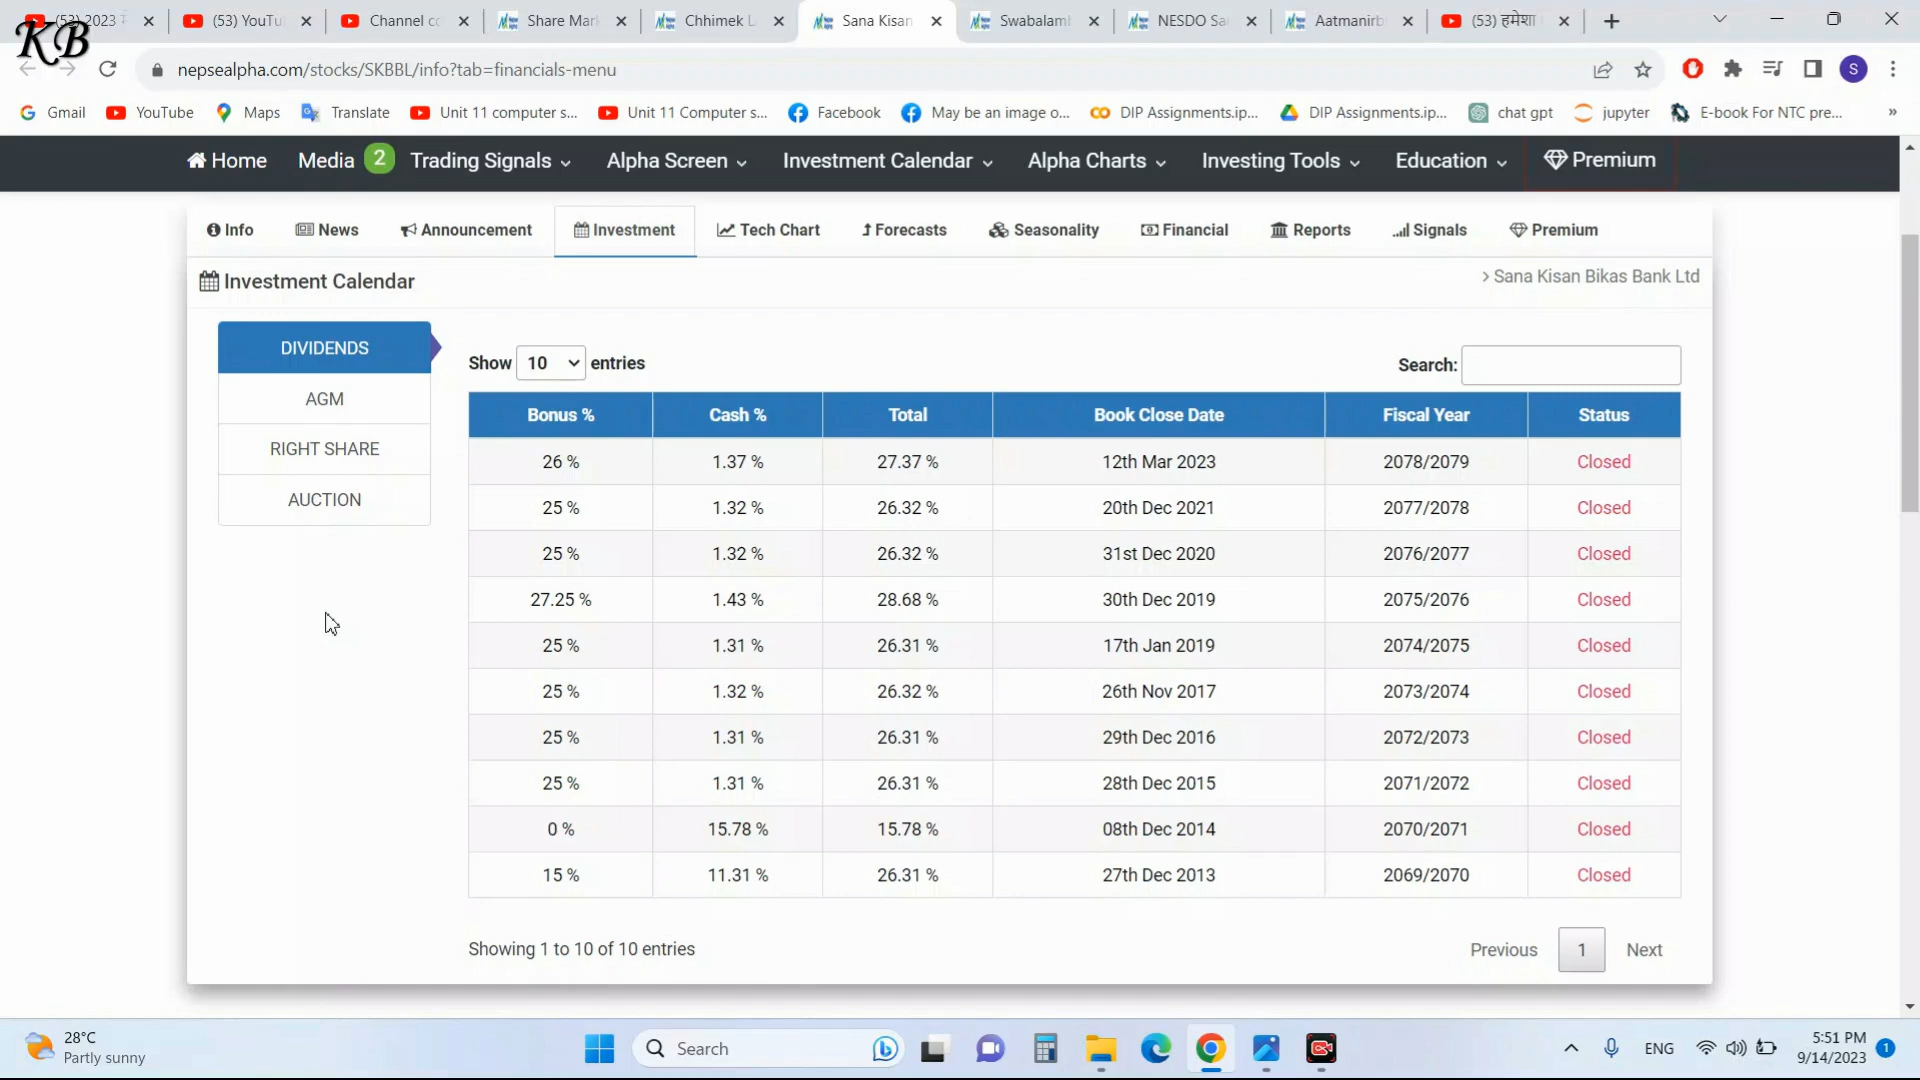 KB
(53) 2023 (53) YouTu Channel co Share Mar Chhimek L Sana Kisan Swabalam NESDO Sa Aatmanirb (53) हमेशा
nepsealpha.com/stocks/SKBBL/info?tab=financials-menu
S
Gmail YouTube Maps Translate Unit 11 computer s... Unit 11 Computer s... Facebook May be an image o... DIP Assignments.ip... DIP Assignments.ip... chat gpt jupyter E-book For NTC pre... »
Home Media 2 Trading Signals Alpha Screen Investment Calendar Alpha Charts Investing Tools Education Premium
Info News Announcement Investment Tech Chart Forecasts Seasonality Financial Reports Signals Premium
Investment Calendar > Sana Kisan Bikas Bank Ltd
DIVIDENDS
AGM
RIGHT SHARE
AUCTION
Show 10 entries Search:
Bonus % Cash % Total Book Close Date Fiscal Year Status
26 % 1.37 % 27.37 % 12th Mar 2023 2078/2079 Closed
25 % 1.32 % 26.32 % 20th Dec 2021 2077/2078 Closed
25 % 1.32 % 26.32 % 31st Dec 2020 2076/2077 Closed
27.25 % 1.43 % 28.68 % 30th Dec 2019 2075/2076 Closed
25 % 1.31 % 26.31 % 17th Jan 2019 2074/2075 Closed
25 % 1.32 % 26.32 % 26th Nov 2017 2073/2074 Closed
25 % 1.31 % 26.31 % 29th Dec 2016 2072/2073 Closed
25 % 1.31 % 26.31 % 28th Dec 2015 2071/2072 Closed
0 % 15.78 % 15.78 % 08th Dec 2014 2070/2071 Closed
15 % 11.31 % 26.31 % 27th Dec 2013 2069/2070 Closed
Showing 1 to 10 of 10 entries Previous 1 Next
28°C
Partly sunny
Search
ENG
5:51 PM
9/14/2023
1